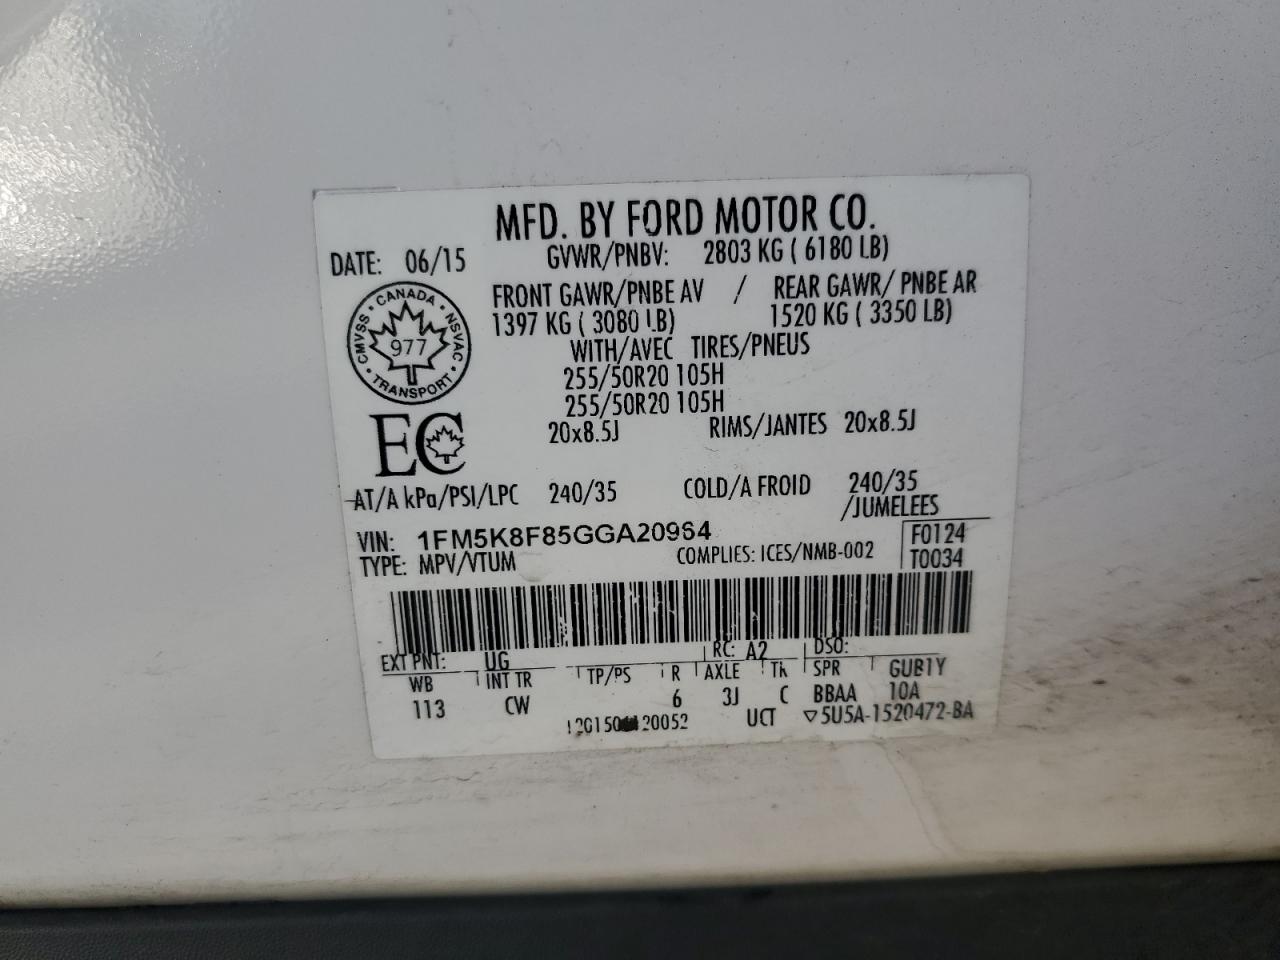 MFD. BY FORD MOTOR CO.
DATE: 06/15 GVWR/PNBV: 2803 KG ( 6180 LB)
FRONT GAWR/PNBE AV / REAR GAWR/ PNBE AR
1397 KG ( 3080 LB) 1520 KG ( 3350 LB)
WITH/AVEC TIRES/PNEUS
255/50R20 105H
255/50R20 105H
20x8.5J RIMS/JANTES 20x8.5J
CANADA
CMVSS NSVAC
977
TRANSPORT
EC
AT/A kPa/PSI/LPC 240/35 COLD/A FROID 240/35
/JUMELEES
VIN: 1FM5K8F85GGA20964 F0124
TYPE: MPV/VTUM COMPLIES: ICES/NMB-002 T0034
EXT PNT: UG RC: A2 DSO:
WB INT TR TP/PS R AXLE TR SPR GUB1Y
113 CW 6 3J C BBAA 10A
UCT ▽5U5A-1520472-BA